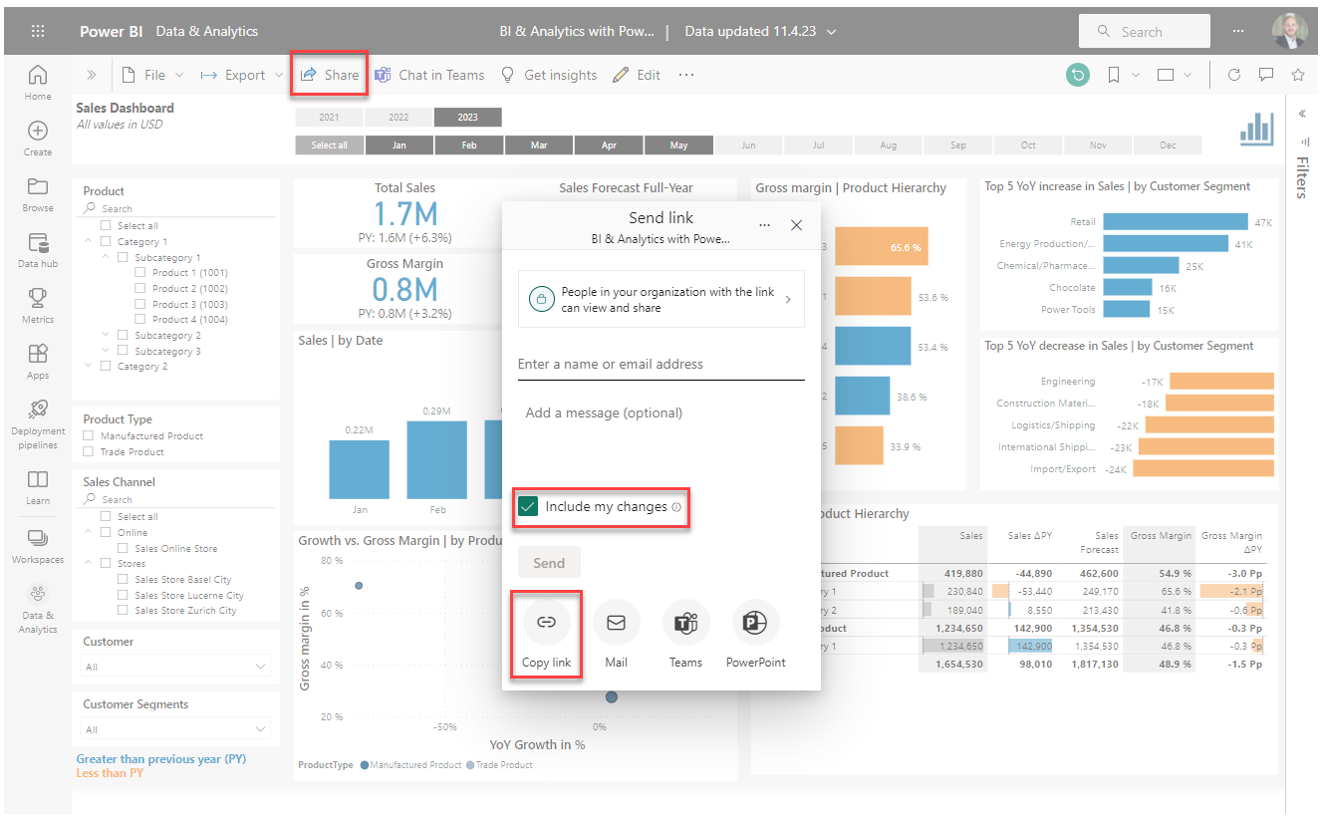 Power BI Data & Analytics
BI & Analytics with Pow... | Data updated 11.4.23
Search
...
File
Export
Share
Chat in Teams
Get insights
Edit
...
Home
Create
Browse
Data hub
Metrics
Apps
Deployment
pipelines
Learn
Workspaces
Data &
Analytics
Sales Dashboard
All values in USD
2021 2022 2023
Select all Jan Feb Mar Apr May Jun Jul Aug Sep Oct Nov Dec
Filters
Product
Search
Select all
Category 1
Subcategory 1
Product 1 (1001)
Product 2 (1002)
Product 3 (1003)
Product 4 (1004)
Subcategory 2
Subcategory 3
Category 2
Product Type
Manufactured Product
Trade Product
Sales Channel
Search
Select all
Online
Sales Online Store
Stores
Sales Store Basel City
Sales Store Lucerne City
Sales Store Zurich City
Customer
All
Customer Segments
All
Greater than previous year (PY)
Less than PY
Total Sales
1.7M
PY: 1.6M (+6.3%)
Sales Forecast Full-Year
Gross Margin
0.8M
PY: 0.8M (+3.2%)
Sales | by Date
0.22M
0.29M
Jan Feb
Growth vs. Gross Margin | by Produ
Gross margin in %
80 %
60 %
40 %
20 %
-50% 0%
YoY Growth in %
ProductType Manufactured Product Trade Product
Send link
BI & Analytics with Powe...
...
People in your organization with the link
can view and share
Enter a name or email address
Add a message (optional)
Include my changes
Send
Copy link
Mail
Teams
PowerPoint
Gross margin | Product Hierarchy
3 65.6 %
1 53.6 %
4 53.4 %
2 38.6 %
5 33.9 %
Top 5 YoY increase in Sales | by Customer Segment
Retail 47K
Energy Production/... 41K
Chemical/Pharmace... 25K
Chocolate 16K
Power Tools 15K
Top 5 YoY decrease in Sales | by Customer Segment
Engineering -17K
Construction Materi... -18K
Logistics/Shipping -22K
International Shippi... -23K
Import/Export -24K
oduct Hierarchy
Sales Sales ΔPY Sales Gross Margin Gross Margin
Forecast ΔPY
tured Product 419,880 -44,890 462,600 54.9 % -3.0 Pp
ry 1 230,840 -53,440 249,170 65.6 % -2.1 Pp
ry 2 189,040 8,550 213,430 41.8 % -0.6 Pp
oduct 1,234,650 142,900 1,354,530 46.8 % -0.3 Pp
ry 1 1,234,650 142,900 1,354,530 46.8 % -0.3 Pp
1,654,530 98,010 1,817,130 48.9 % -1.5 Pp